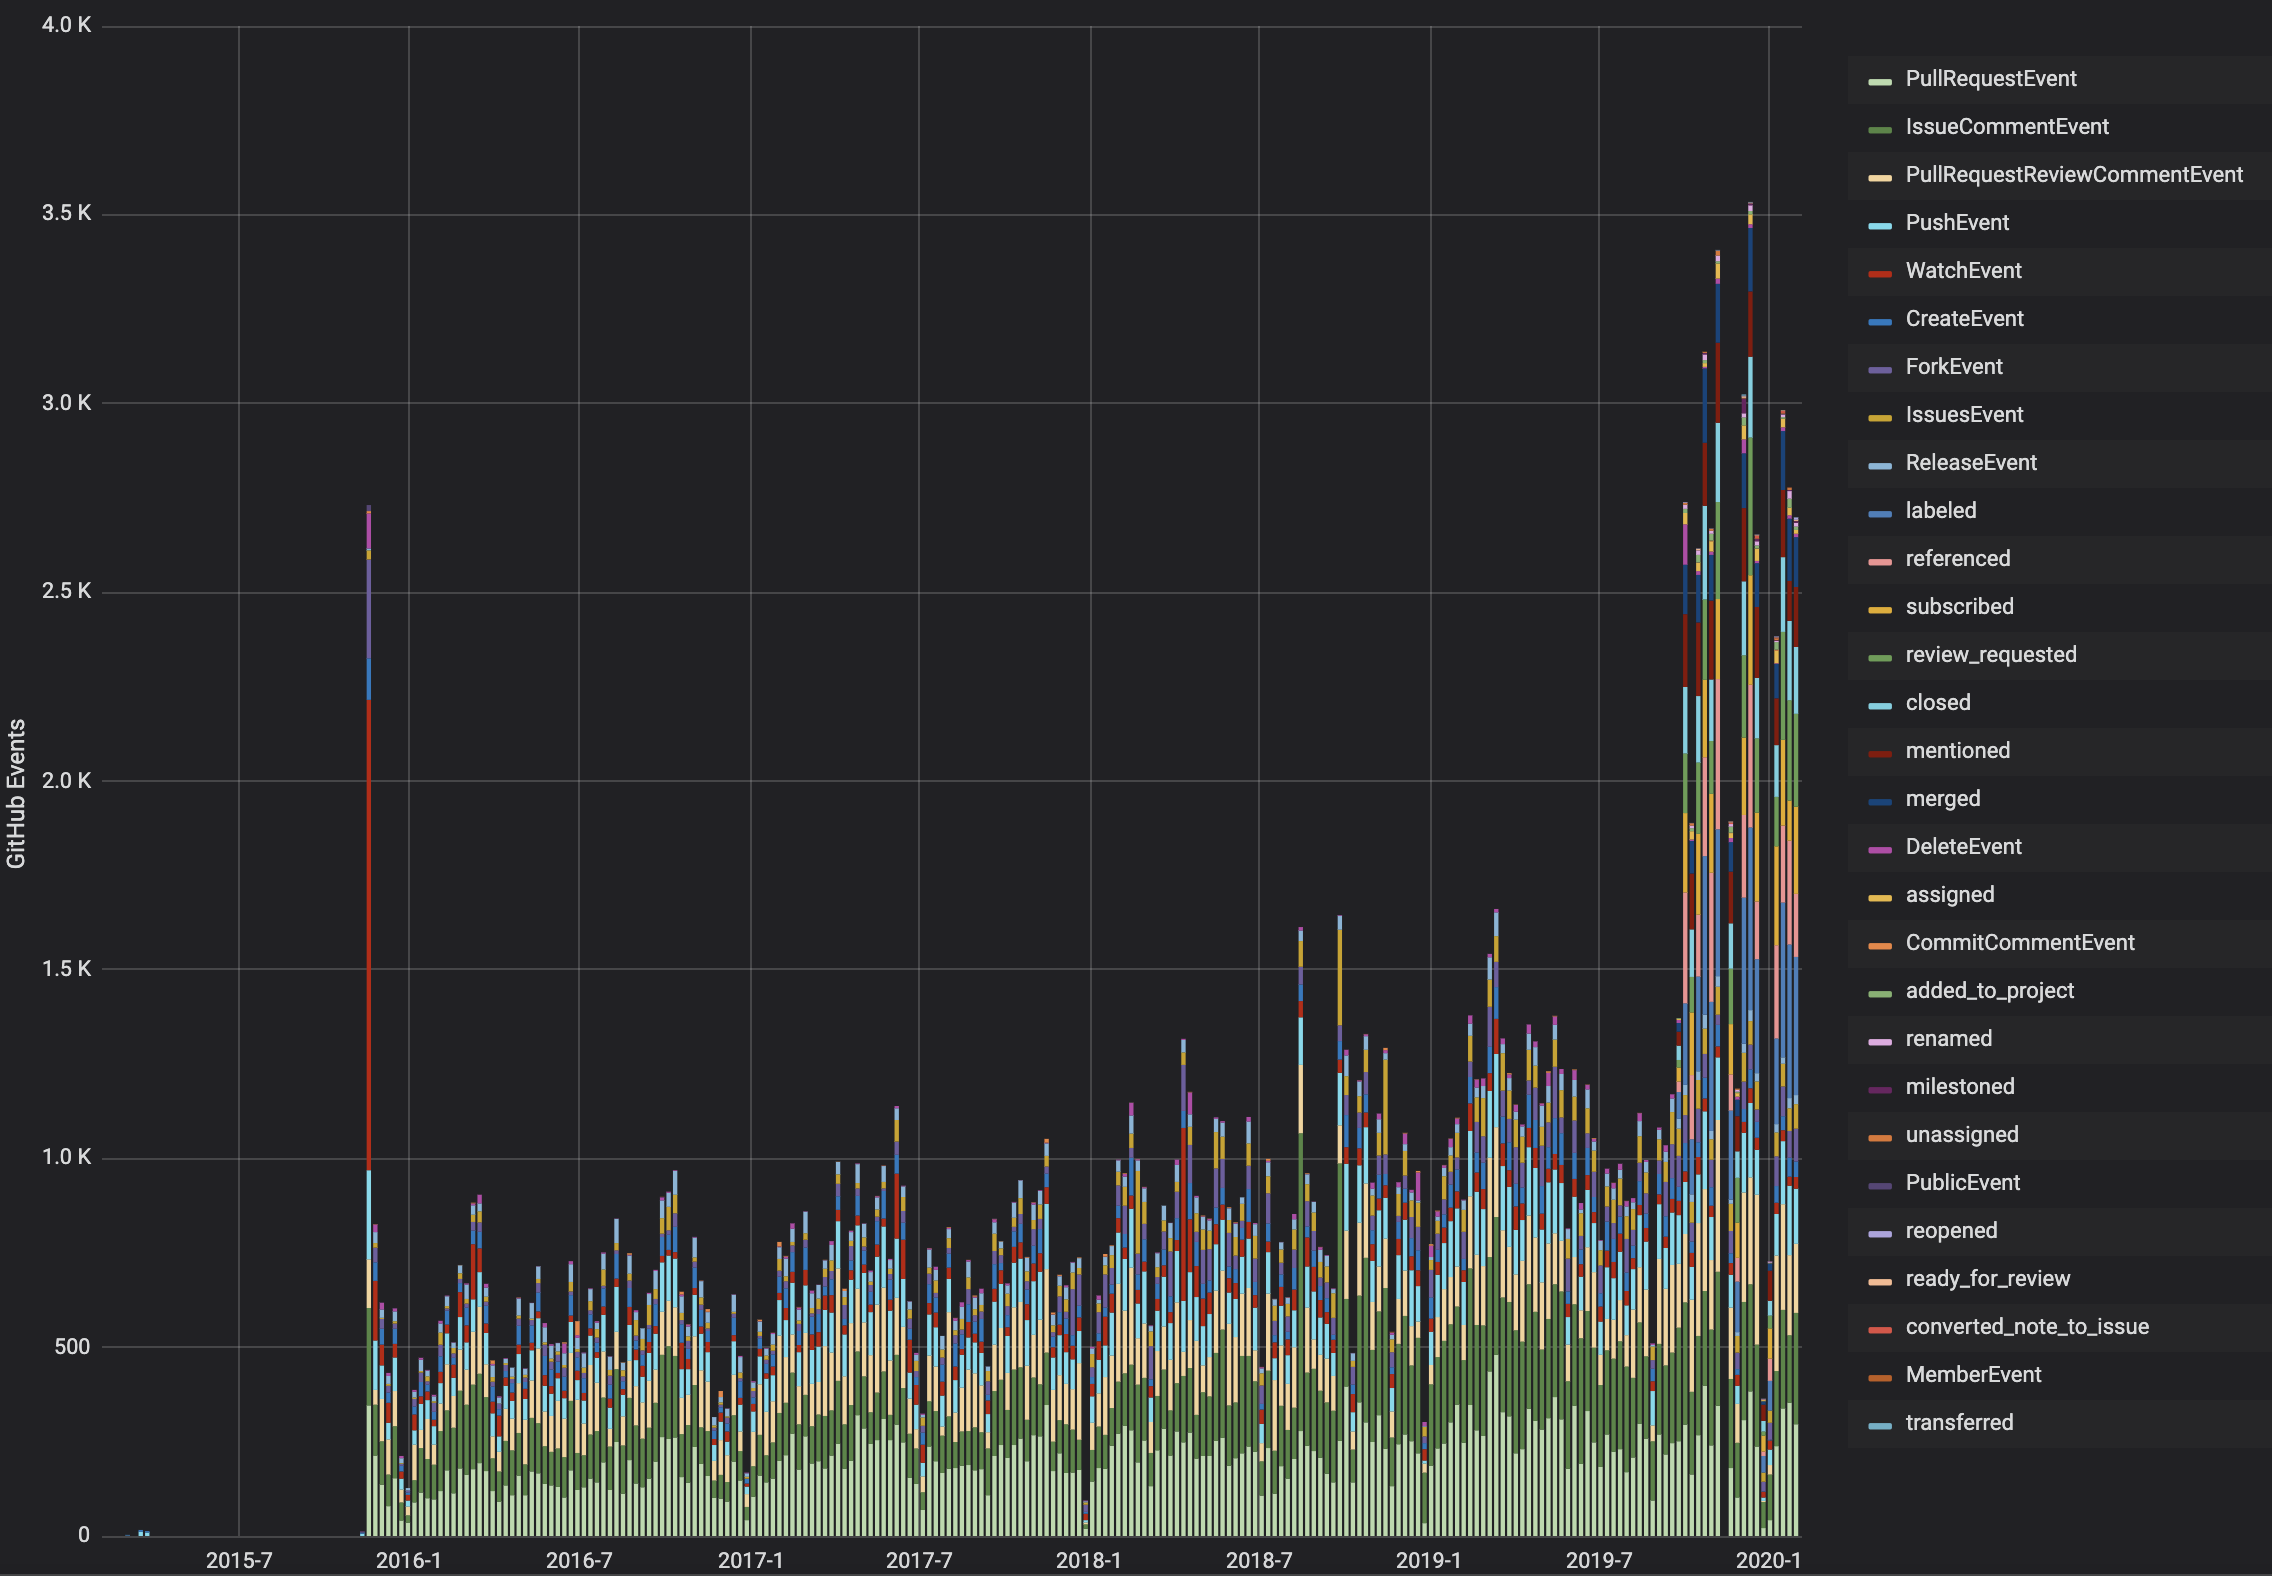 4.0 K
3.5 K
3.0 K
2.5 K
2.0 K
1.5 K
1.0 K
500
0
GitHub Events
2015-7
2016-1
2016-7
2017-1
2017-7
2018-1
2018-7
2019-1
2019-7
2020-1
PullRequestEvent
IssueCommentEvent
PullRequestReviewCommentEvent
PushEvent
WatchEvent
CreateEvent
ForkEvent
IssuesEvent
ReleaseEvent
labeled
referenced
subscribed
review_requested
closed
mentioned
merged
DeleteEvent
assigned
CommitCommentEvent
added_to_project
renamed
milestoned
unassigned
PublicEvent
reopened
ready_for_review
converted_note_to_issue
MemberEvent
transferred